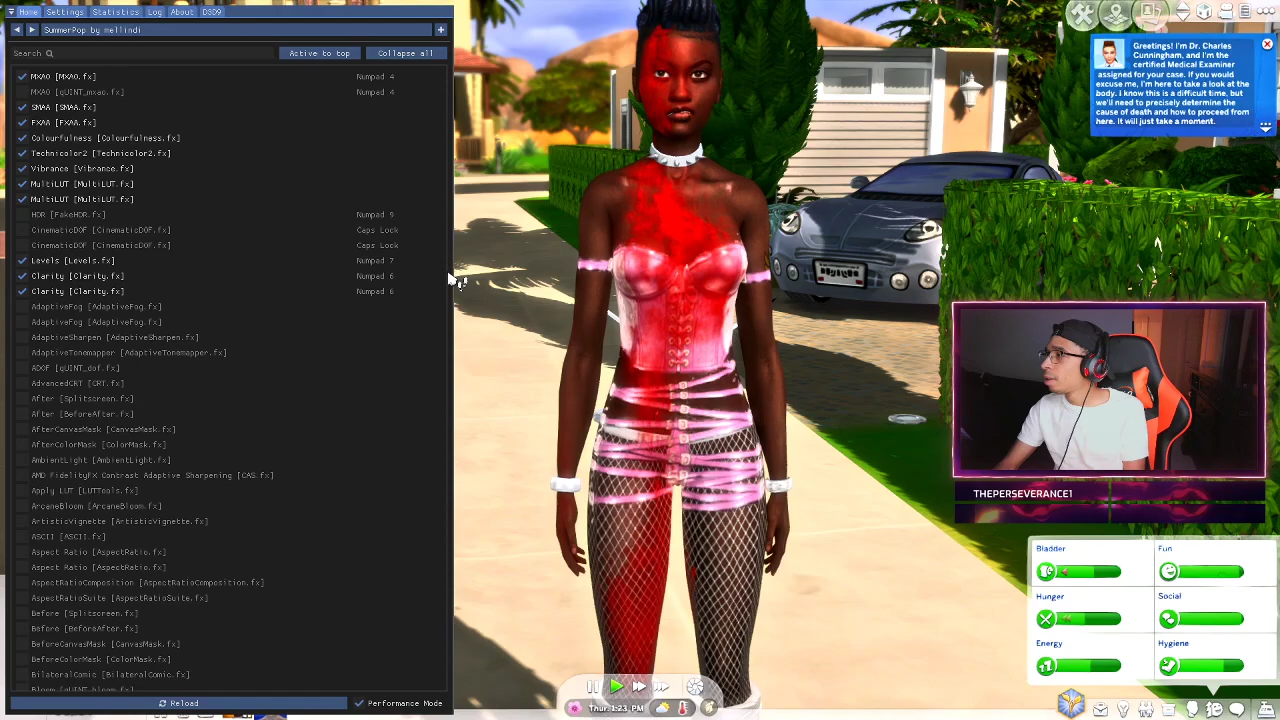 Home Settings Statistics Log About DSD9
SummerPop by mellindi +
Search Active to top Collapse all
MXAO [MXAO.fx] Numpad 4
MXAO [qUINT_mxao.fx] Numpad 4
SMAA [SMAA.fx]
FXAA [FXAA.fx]
Colourfulness [Colourfulness.fx]
Technicolor2 [Technicolor2.fx]
Vibrance [Vibrance.fx]
MultiLUT [MultiLUT.fx]
MultiLUT [MultiLUT.fx]
HDR [FakeHDR.fx] Numpad 9
CinematicDOF [CinematicDOF.fx] Caps Lock
CinematicDOF [CinematicDOF.fx] Caps Lock
Levels [Levels.fx] Numpad 7
Clarity [Clarity.fx] Numpad 6
Clarity [Clarity.fx] Numpad 6
AdaptiveFog [AdaptiveFog.fx]
AdaptiveFog [AdaptiveFog.fx]
AdaptiveSharpen [AdaptiveSharpen.fx]
AdaptiveTonemapper [AdaptiveTonemapper.fx]
ADOF [qUINT_dof.fx]
AdvancedCRT [CRT.fx]
After [Splitscreen.fx]
After [BeforeAfter.fx]
AfterCanvasMask [CanvasMask.fx]
AfterColorMask [ColorMask.fx]
AmbientLight [AmbientLight.fx]
AMD FidelityFX Contrast Adaptive Sharpening [CAS.fx]
Apply LUT [LUTTools.fx]
ArcaneBloom [ArcaneBloom.fx]
ArtisticVignette [ArtisticVignette.fx]
ASCII [ASCII.fx]
Aspect Ratio [AspectRatio.fx]
Aspect Ratio [AspectRatio.fx]
AspectRatioComposition [AspectRatioComposition.fx]
AspectRatioSuite [AspectRatioSuite.fx]
Before [Splitscreen.fx]
Before [BeforeAfter.fx]
BeforeCanvasMask [CanvasMask.fx]
BeforeColorMask [ColorMask.fx]
BilateralComic [BilateralComic.fx]
Bloom [qUINT_bloom.fx]
Reload Performance Mode
Greetings! I'm Dr. Charles
Cunningham, and I'm the
certified Medical Examiner
assigned for your case. If you would
excuse me, I'm here to take a look at the
body. I know this is a difficult time, but
we'll need to precisely determine the
cause of death and how to proceed from
here. It will just take a moment.
THEPERSEVERANCE1
Bladder Fun
Hunger Social
Energy Hygiene
Thur. 1:23 PM